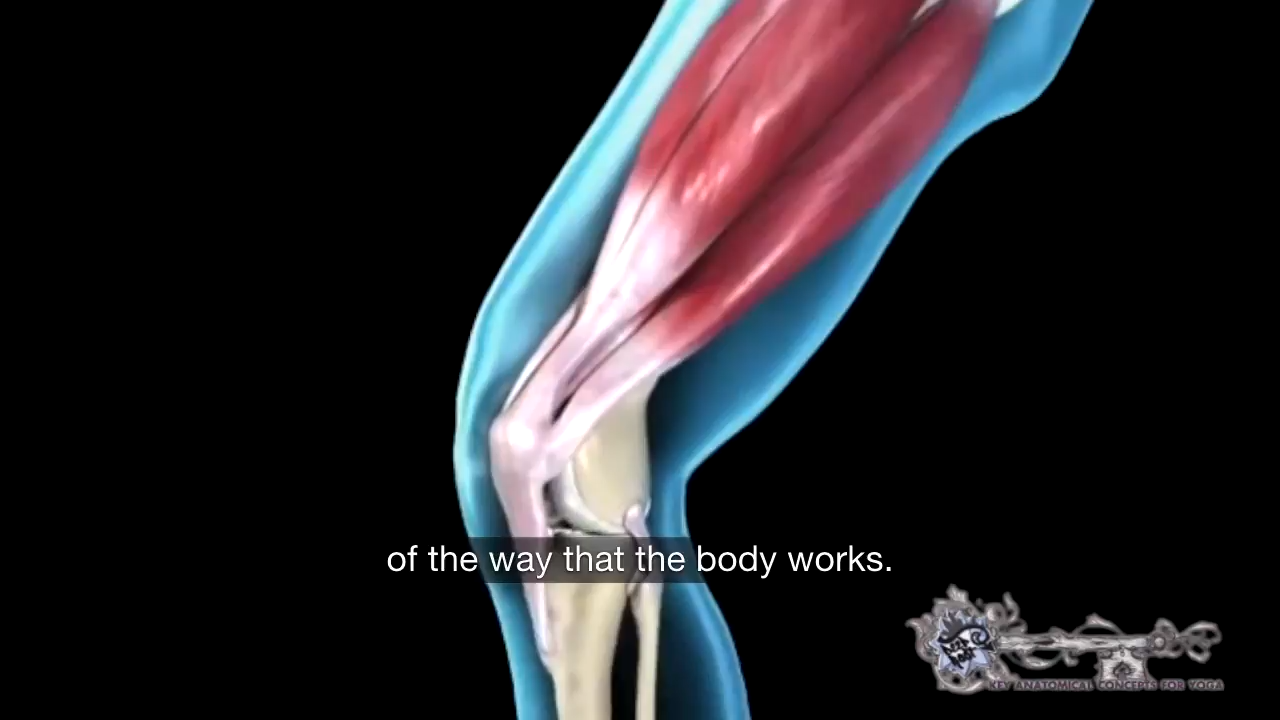 of the way that the body works.
KEY ANATOMICAL CONCEPTS FOR YOGA